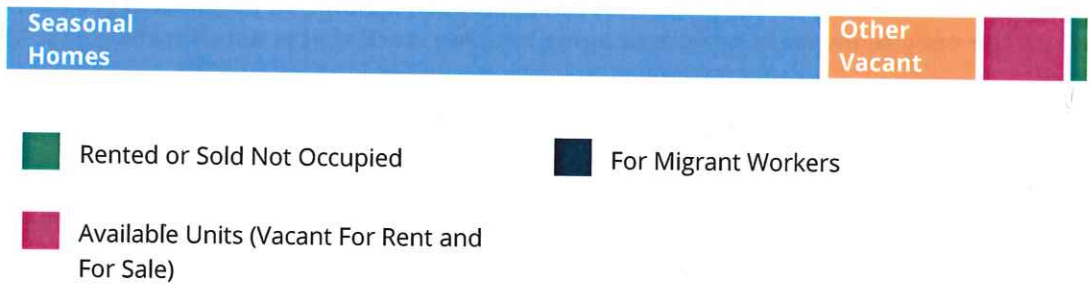 Seasonal
Homes
Other
Vacant
Rented or Sold Not Occupied
For Migrant Workers
Available Units (Vacant For Rent and
For Sale)